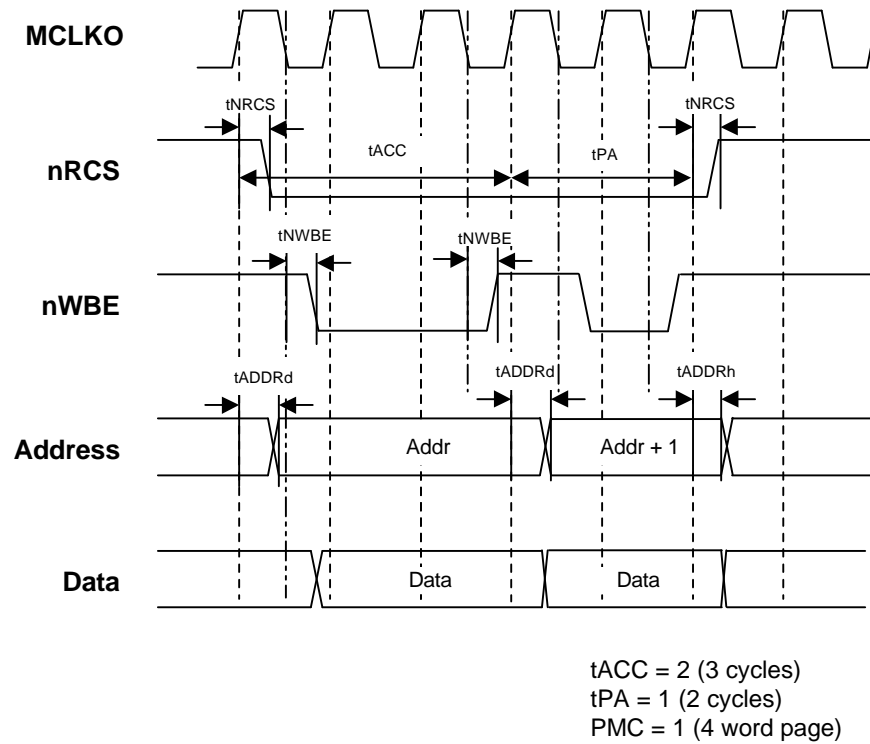 MCLKO
tNRCS
tNRCS
tACC
tPA
nRCS
tNWBE
tNWBE
nWBE
tADDRd
tADDRd
tADDRh
Address
Addr
Addr + 1
Data
Data
Data
tACC = 2 (3 cycles)
tPA = 1 (2 cycles)
PMC = 1 (4 word page)